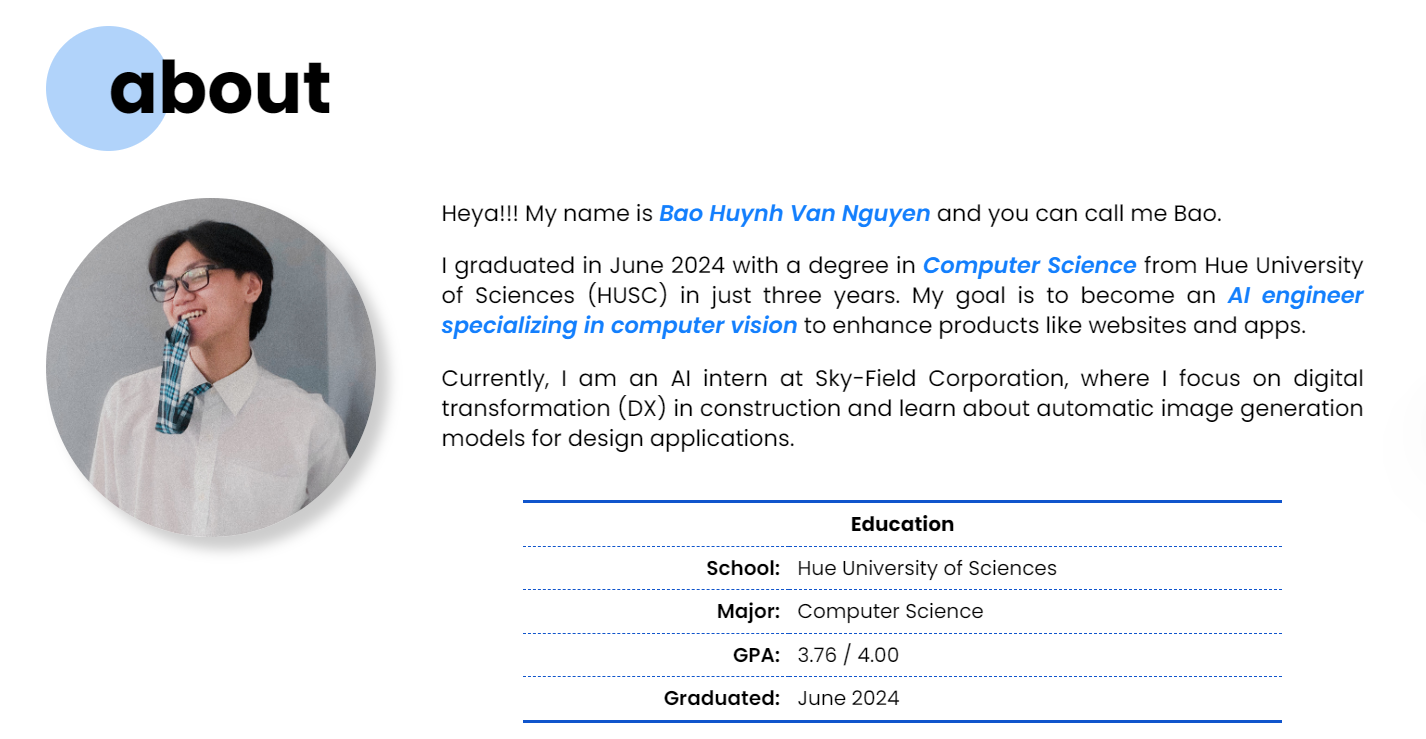 about
Heya!!! My name is Bao Huynh Van Nguyen and you can call me Bao.
I graduated in June 2024 with a degree in Computer Science from Hue University
of Sciences (HUSC) in just three years. My goal is to become an AI engineer
specializing in computer vision to enhance products like websites and apps.
Currently, I am an AI intern at Sky-Field Corporation, where I focus on digital
transformation (DX) in construction and learn about automatic image generation
models for design applications.
Education
School: Hue University of Sciences
Major: Computer Science
GPA: 3.76 / 4.00
Graduated: June 2024